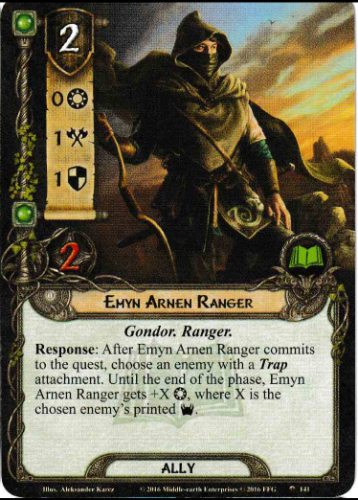 2
0
1
1
2
Emyn Arnen Ranger
Gondor. Ranger.
Response: After Emyn Arnen Ranger commits
to the quest, choose an enemy with a Trap
attachment. Until the end of the phase, Emyn
Arnen Ranger gets +X , where X is the
chosen enemy's printed .
ALLY
Illus. Aleksander Karcz © 2016 Middle-earth Enterprises © 2016 FFG 141